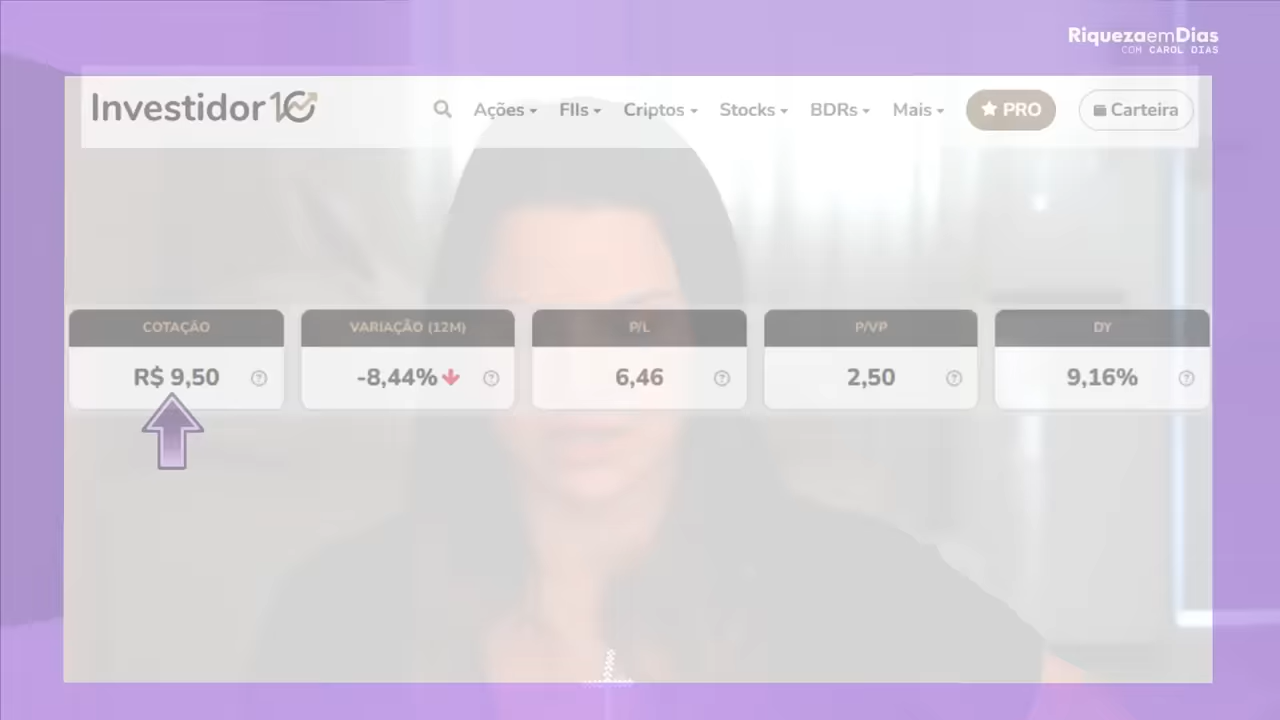 RiquezaemDias
COM CAROL DIAS
Investidor10
Ações FIIs Criptos Stocks BDRs Mais PRO Carteira
COTAÇÃO VARIAÇÃO (12M) P/L P/VP DY
R$ 9,50 -8,44% 6,46 2,50 9,16%